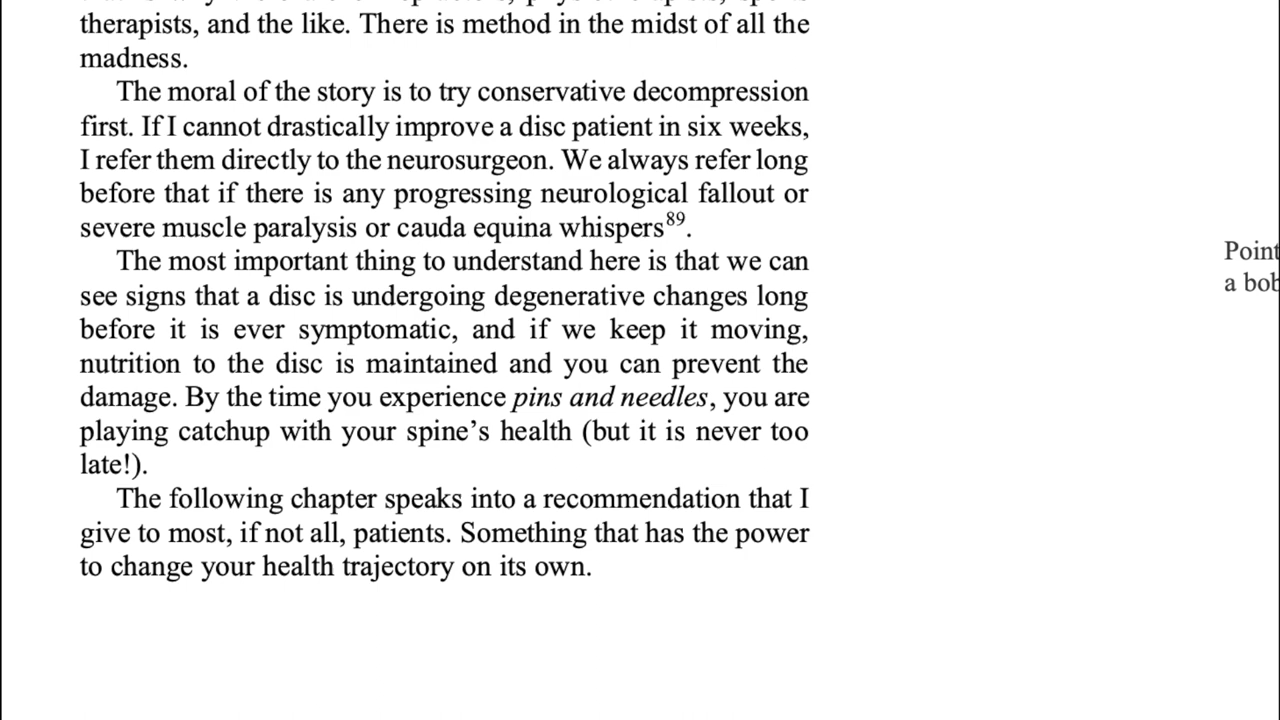 therapists, and the like. There is method in the midst of all the
madness.
The moral of the story is to try conservative decompression
first. If I cannot drastically improve a disc patient in six weeks,
I refer them directly to the neurosurgeon. We always refer long
before that if there is any progressing neurological fallout or
severe muscle paralysis or cauda equina whispers⁸⁹.
The most important thing to understand here is that we can
see signs that a disc is undergoing degenerative changes long
before it is ever symptomatic, and if we keep it moving,
nutrition to the disc is maintained and you can prevent the
damage. By the time you experience pins and needles, you are
playing catchup with your spine’s health (but it is never too
late!).
The following chapter speaks into a recommendation that I
give to most, if not all, patients. Something that has the power
to change your health trajectory on its own.
Point
a